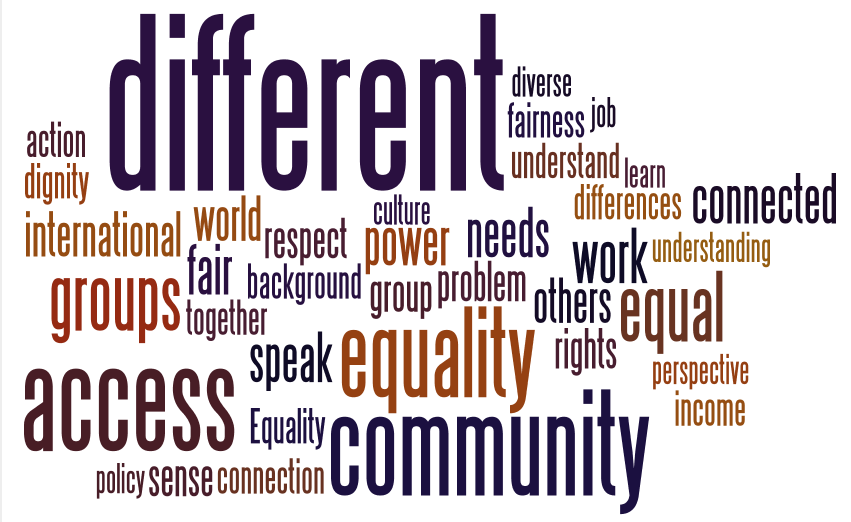 different
diverse
fairness
job
action
understand
learn
dignity
differences
connected
culture
international
world
respect
power
needs
work
understanding
fair
background
groups
group
problem
others
equal
together
speak
equality
rights
perspective
access
income
Equality
community
policy
sense
connection